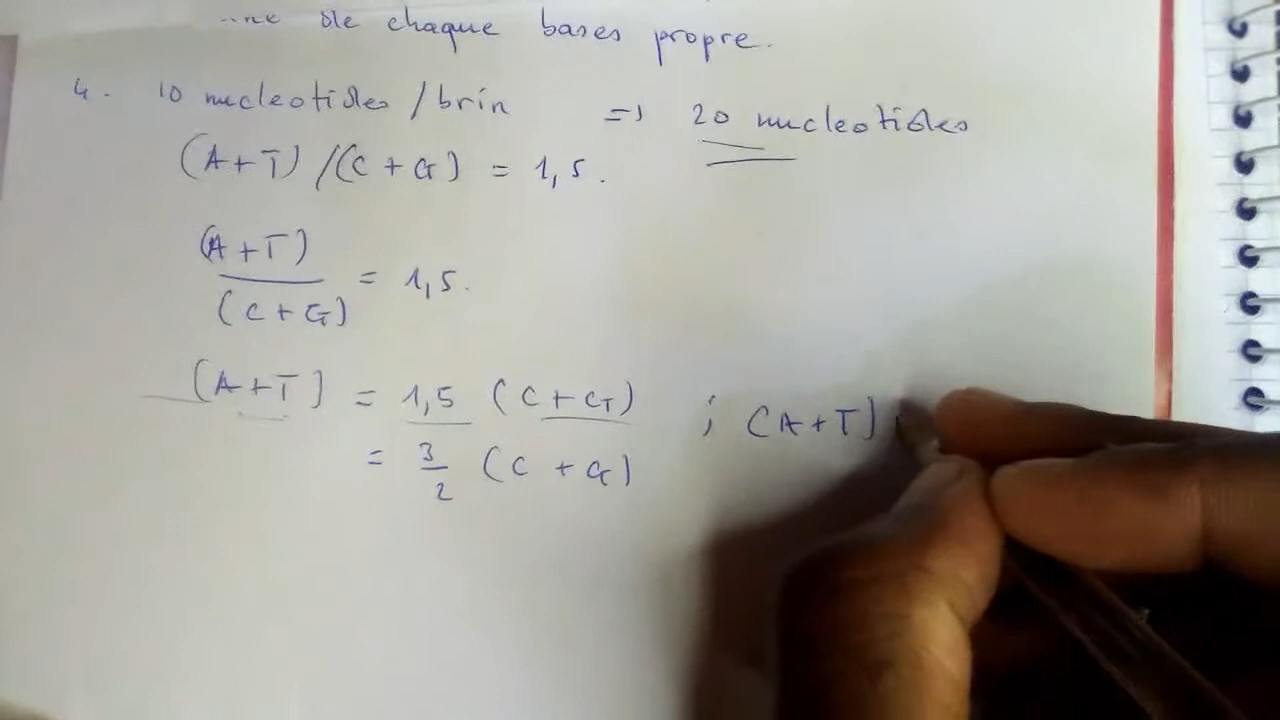 de chaque bases propre.
4. 10 nucleotides /brin => 20 nucleotides
(A+T) /(C+G) = 1,5.
(A+T)
/(C+G) = 1,5.
(A+T) = 1,5 (C+G) ; (A+T)
= 3/2 (C+G)